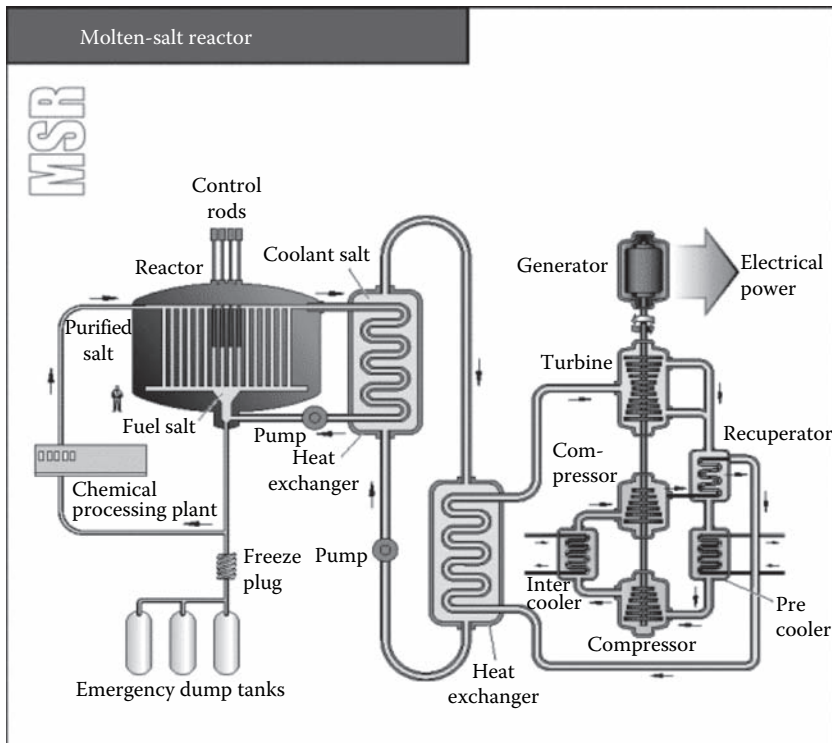 Molten-salt reactor
MSR
Control
rods
Reactor
Coolant salt
Purified
salt
Fuel salt
Pump
Heat
exchanger
Chemical
processing plant
Freeze
plug
Pump
Emergency dump tanks
Heat
exchanger
Generator
Electrical
power
Turbine
Recuperator
Com-
pressor
Inter
cooler
Compressor
Pre
cooler